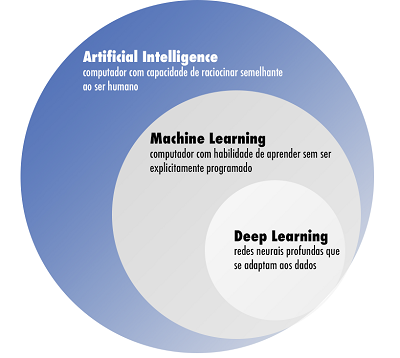 Artificial Intelligence
computador com capacidade de raciocinar semelhante
ao ser humano
Machine Learning
computador com habilidade de aprender sem ser
explicitamente programado
Deep Learning
redes neurais profundas que
se adaptam aos dados